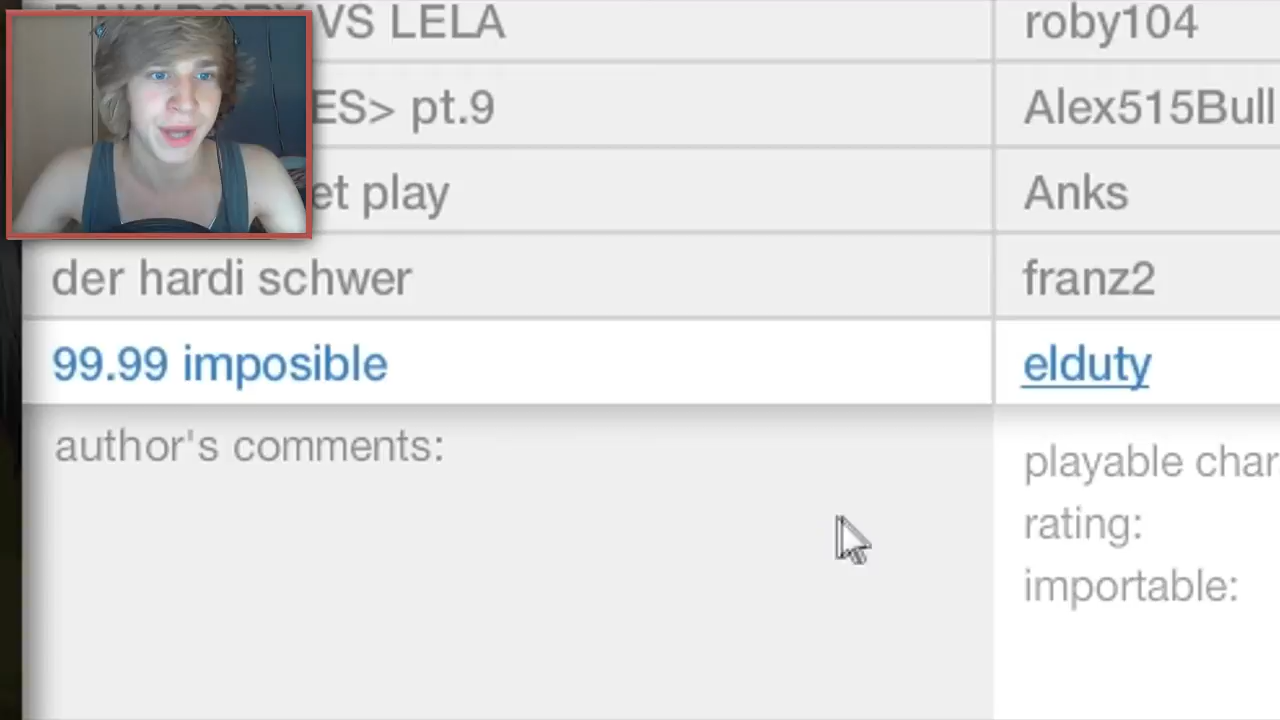 VS LELA
roby104
ES> pt.9
Alex515Bull
et play
Anks
der hardi schwer
franz2
99.99 imposible
elduty
author's comments:
playable char
rating:
importable: